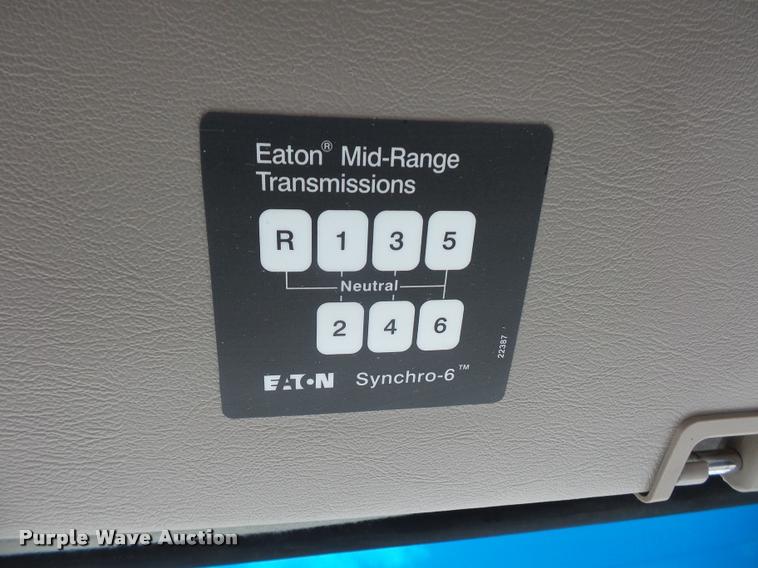 Eaton® Mid-Range
Transmissions
R 1 3 5
Neutral
2 4 6
22387
EATON Synchro-6™
Purple Wave Auction